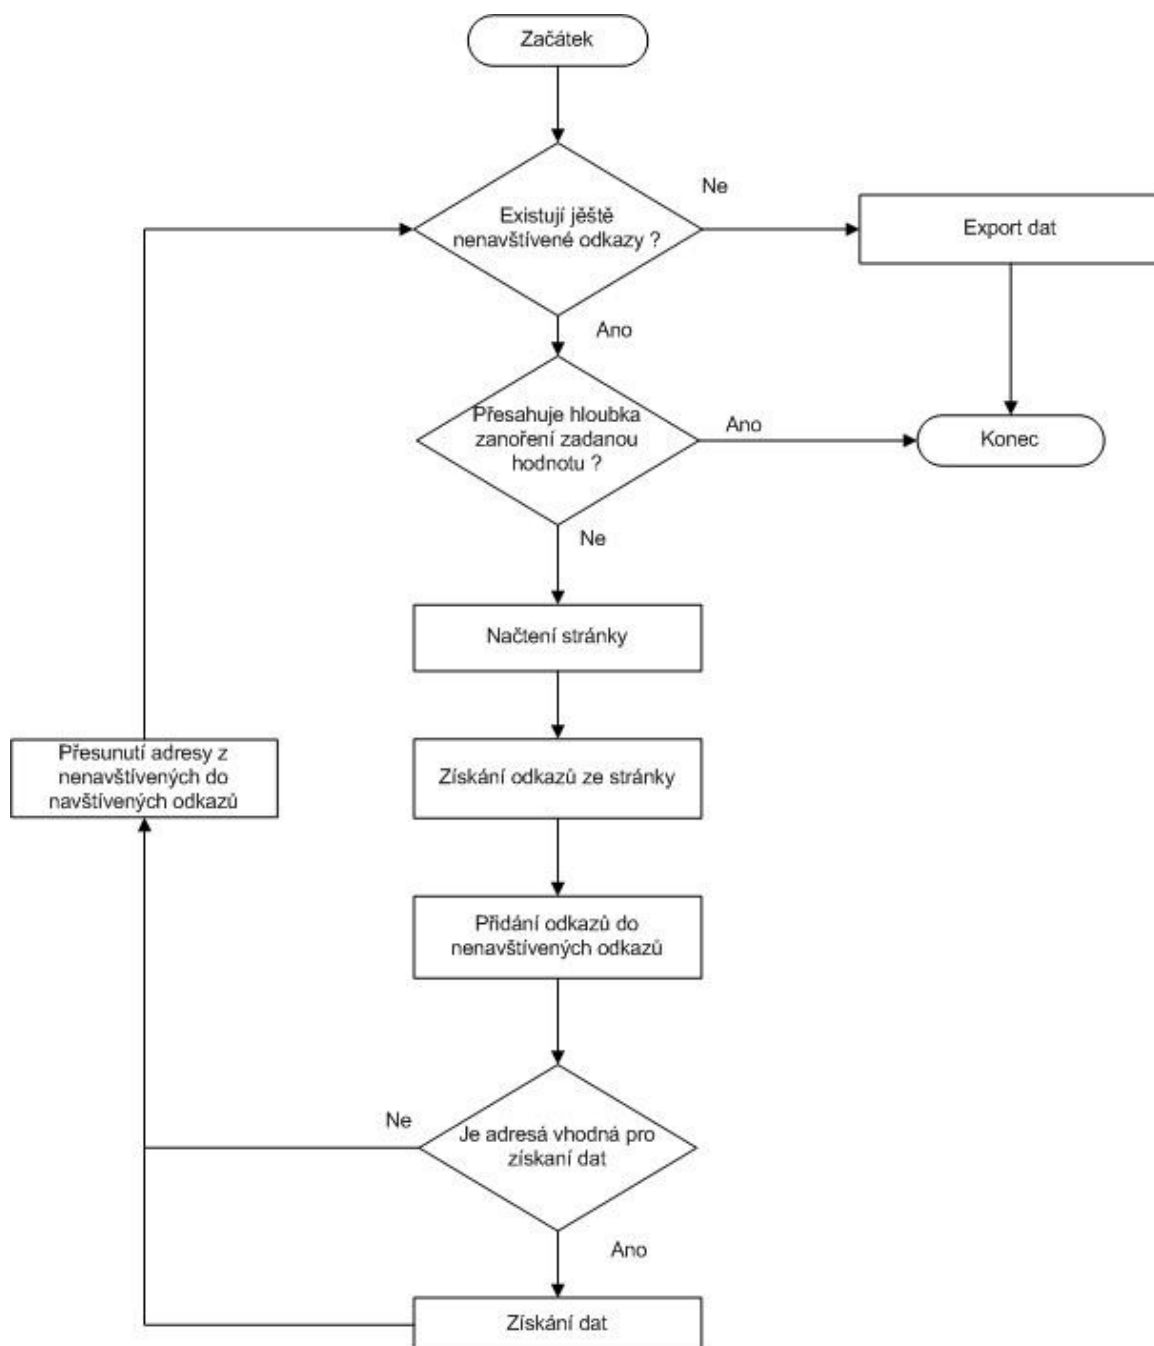 Začátek
Existují jěště
nenavštívené odkazy ?
Ne
Export dat
Ano
Přesahuje hloubka
zanoření zadanou
hodnotu ?
Ano
Konec
Ne
Načtení stránky
Přesunutí adresy z
nenavštívených do
navštívených odkazů
Získání odkazů ze stránky
Přidání odkazů do
nenavštívených odkazů
Ne
Je adresá vhodná pro
získaní dat
Ano
Získání dat